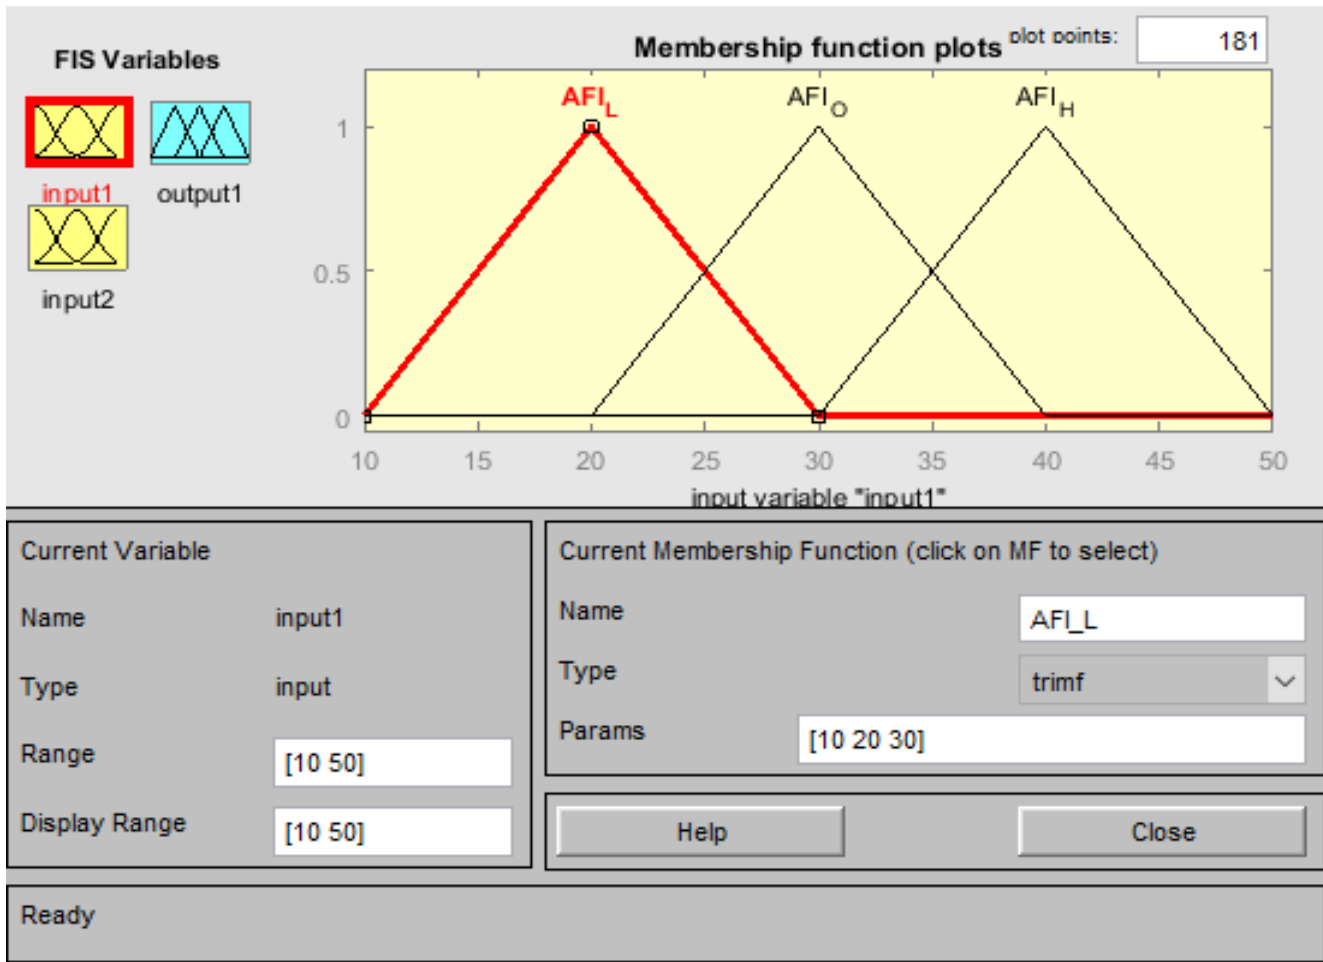 FIS Variables
Membership function plots
plot points:
181
input1
output1
input2
AFI_L
AFI_O
AFI_H
1
0.5
0
10 15 20 25 30 35 40 45 50
input variable "input1"
Current Variable
Name input1
Type input
Range [10 50]
Display Range [10 50]
Current Membership Function (click on MF to select)
Name AFI_L
Type trimf
Params [10 20 30]
Help Close
Ready